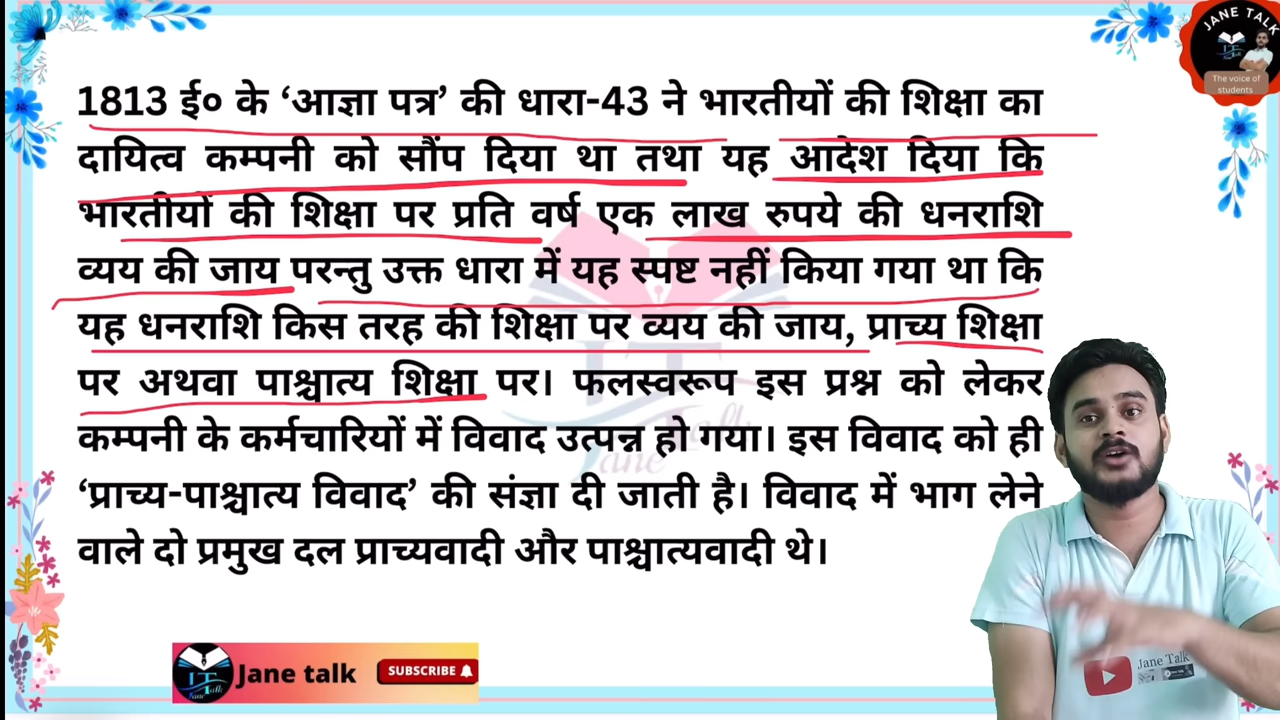 JANE TALK
The voice of
students
1813 ई० के ‘आज्ञा पत्र’ की धारा-43 ने भारतीयों की शिक्षा का
दायित्व कम्पनी को सौंप दिया था तथा यह आदेश दिया कि
भारतीयों की शिक्षा पर प्रति वर्ष एक लाख रुपये की धनराशि
व्यय की जाय परन्तु उक्त धारा में यह स्पष्ट नहीं किया गया था कि
यह धनराशि किस तरह की शिक्षा पर व्यय की जाय, प्राच्य शिक्षा
पर अथवा पाश्चात्य शिक्षा पर। फलस्वरूप इस प्रश्न को लेकर
कम्पनी के कर्मचारियों में विवाद उत्पन्न हो गया। इस विवाद को ही
‘प्राच्य-पाश्चात्य विवाद’ की संज्ञा दी जाती है। विवाद में भाग लेने
वाले दो प्रमुख दल प्राच्यवादी और पाश्चात्यवादी थे।
Jane talk
SUBSCRIBE
Jane Talk